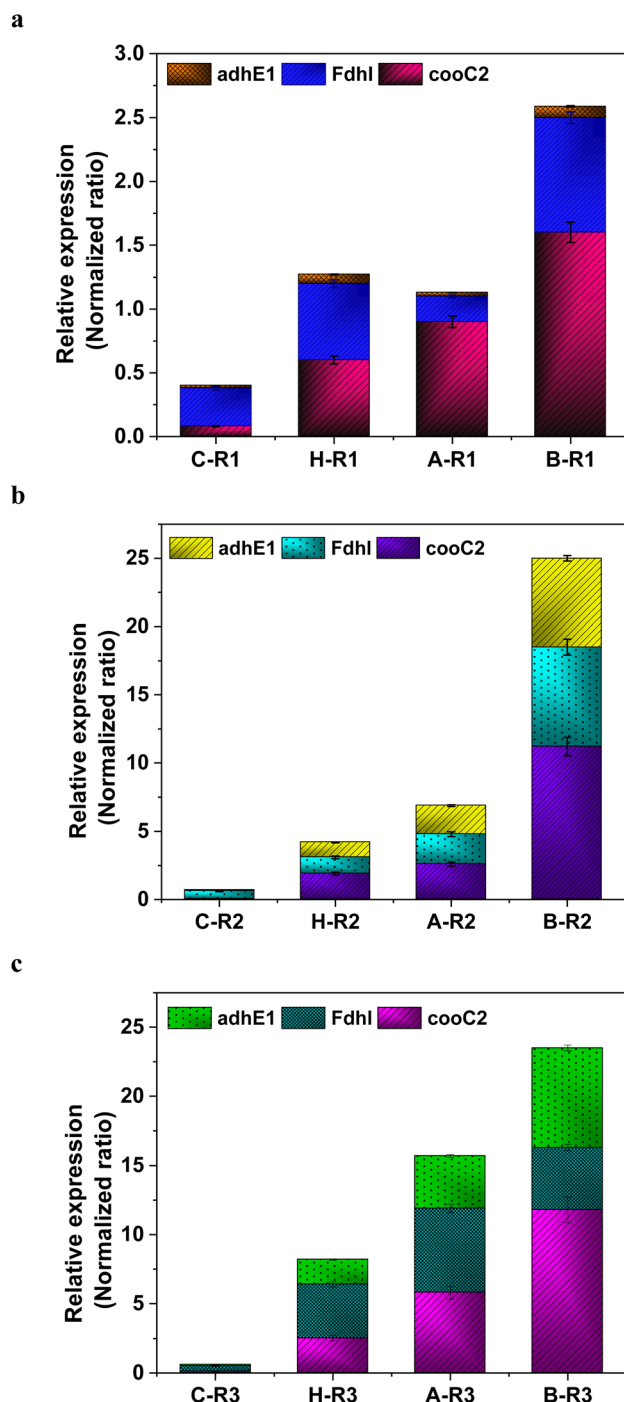 a
3.0
adhE1 FdhI cooC2
2.5
2.0
1.5
1.0
0.5
0.0
Relative expression
(Normalized ratio)
C-R1 H-R1 A-R1 B-R1
b
adhE1 FdhI cooC2
25
20
15
10
5
0
Relative expression
(Normalized ratio)
C-R2 H-R2 A-R2 B-R2
c
adhE1 FdhI cooC2
25
20
15
10
5
0
Relative expression
(Normalized ratio)
C-R3 H-R3 A-R3 B-R3